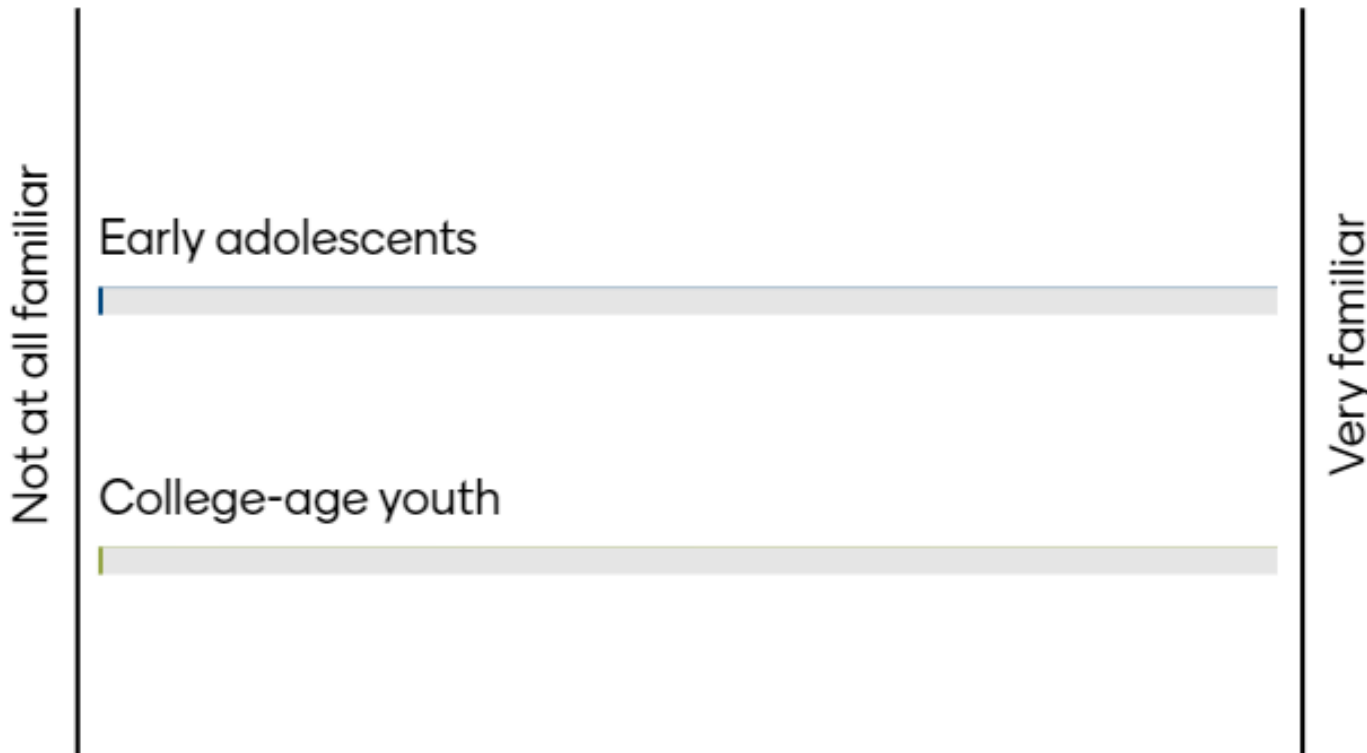 Not at all familiar
Early adolescents
College-age youth
Very familiar